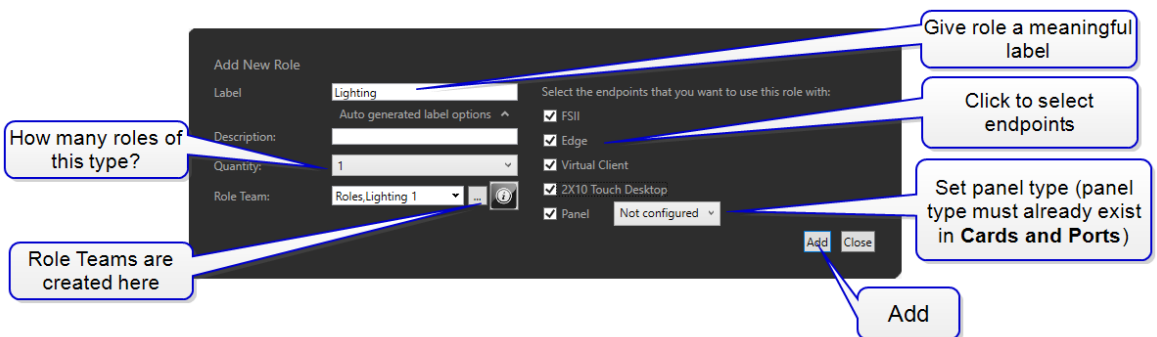 Give role a meaningful
label
Add New Role
Label
Lighting
Select the endpoints that you want to use this role with:
Auto generated label options
FSII
Click to select
endpoints
How many roles of
this type?
Description:
Edge
Quantity:
1
Virtual Client
Role Team:
Roles,Lighting 1
...
2X10 Touch Desktop
Panel
Not configured
Set panel type (panel
type must already exist
in Cards and Ports)
Role Teams are
created here
Add
Close
Add